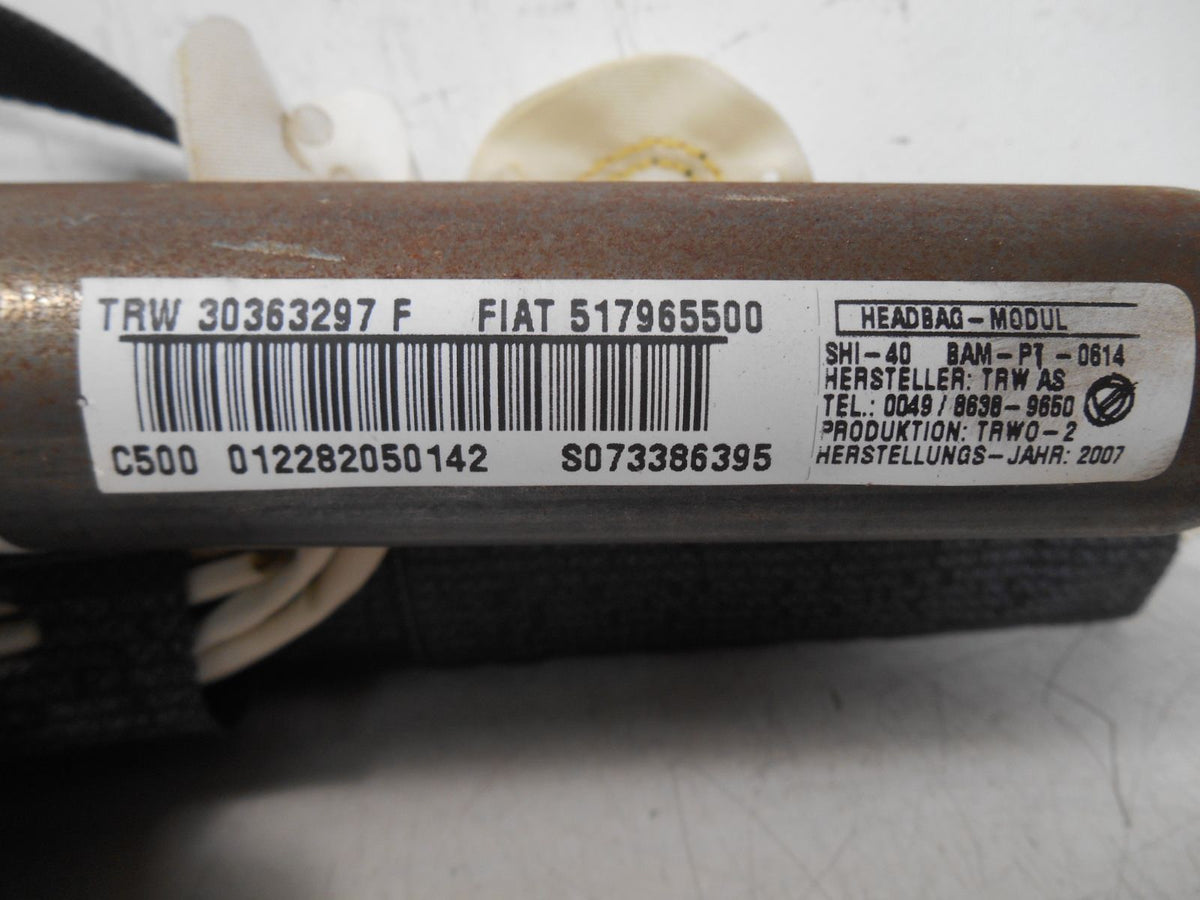 TRW 30363297 F FIAT 517965500
C500 012282050142 S073386395
HEADBAG-MODUL
SHI-40 BAM-PT-0614
HERSTELLER: TRW AS
TEL.: 0049/8638-9650
PRODUKTION: TRWO-2
HERSTELLUNGS-JAHR: 2007